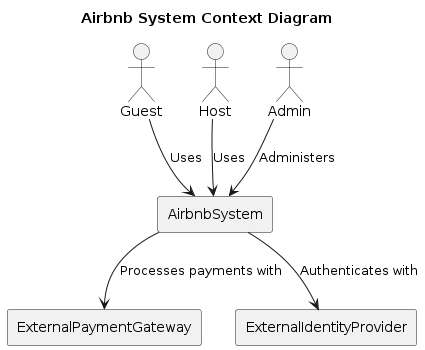 Airbnb System Context Diagram
Guest
Host
Admin
Uses
Uses
Administers
AirbnbSystem
Processes payments with
Authenticates with
ExternalPaymentGateway
ExternalIdentityProvider